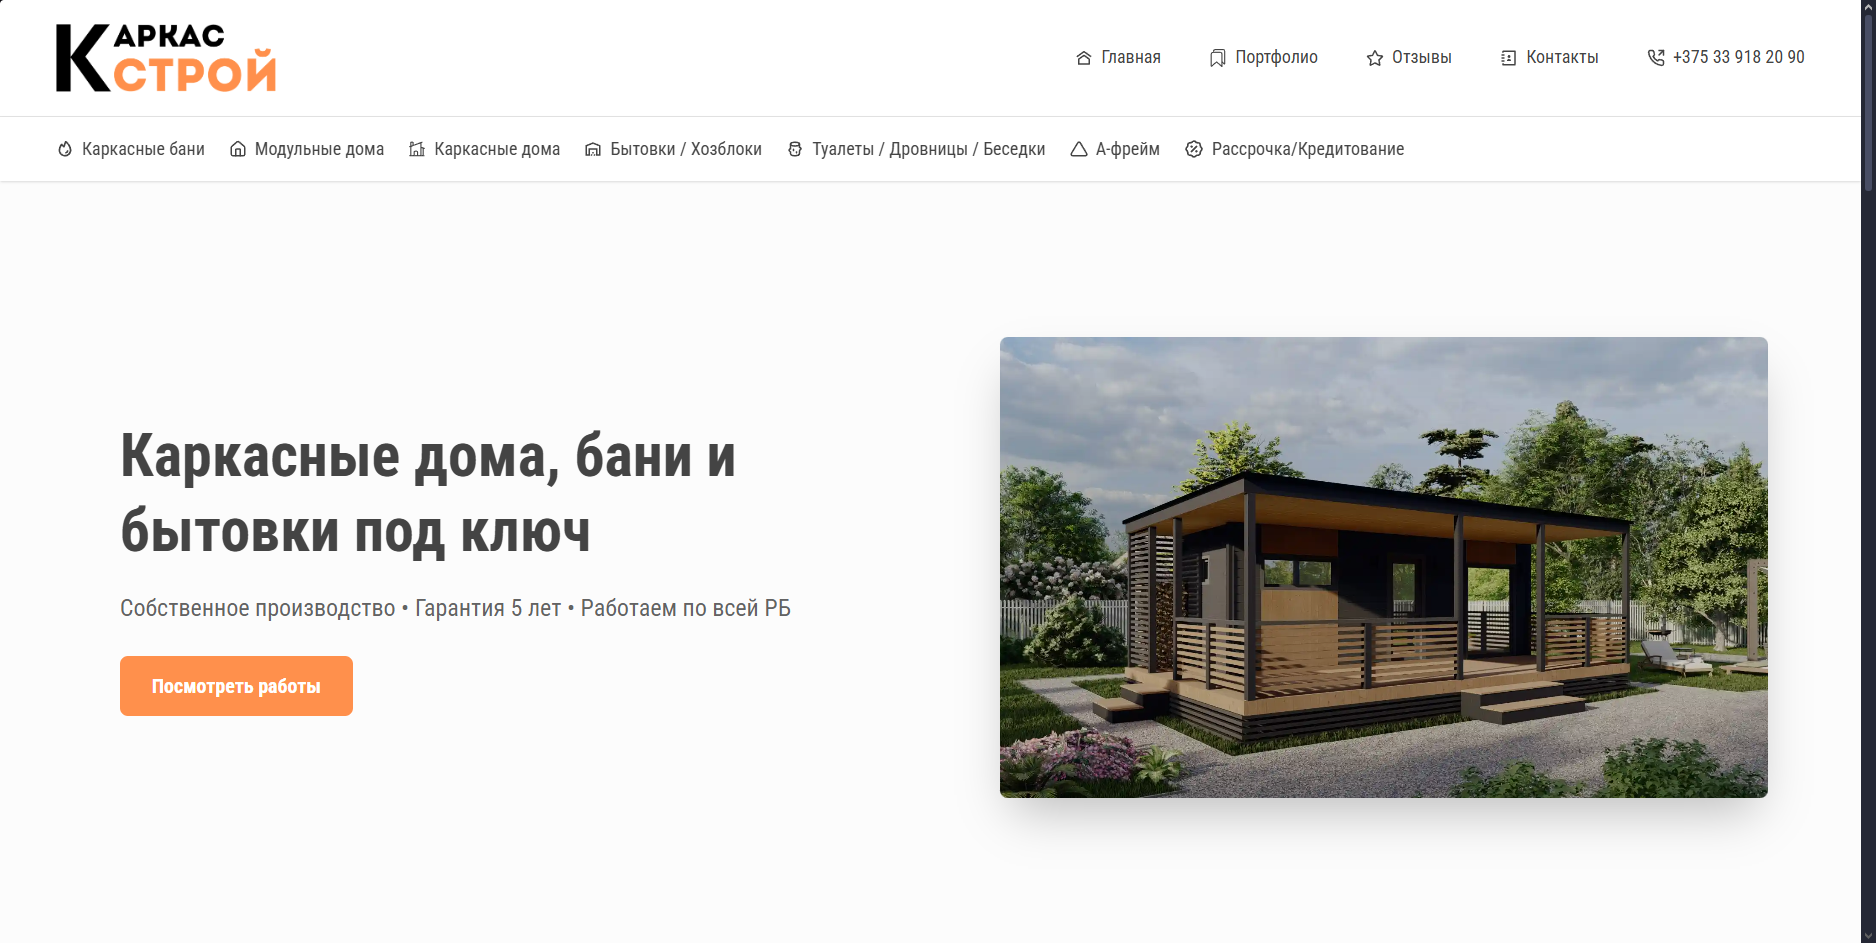 КАРКАС
СТРОЙ
Главная
Портфолио
Отзывы
Контакты
+375 33 918 20 90
Каркасные бани
Модульные дома
Каркасные дома
Бытовки / Хозблоки
Туалеты / Дровницы / Беседки
А-фрейм
Рассрочка/Кредитование
Каркасные дома, бани и
бытовки под ключ
Собственное производство • Гарантия 5 лет • Работаем по всей РБ
Посмотреть работы